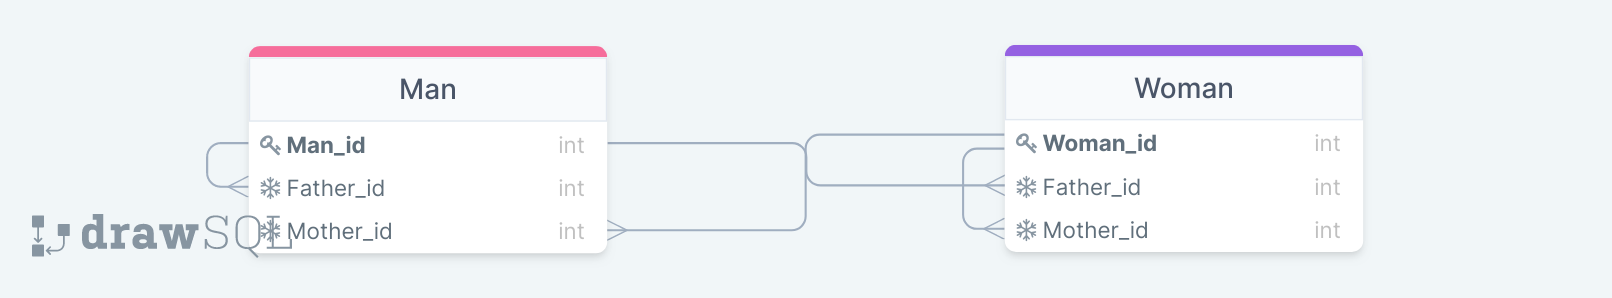 Man
Man_id int
Father_id int
Mother_id int
Woman
Woman_id int
Father_id int
Mother_id int
drawSQL